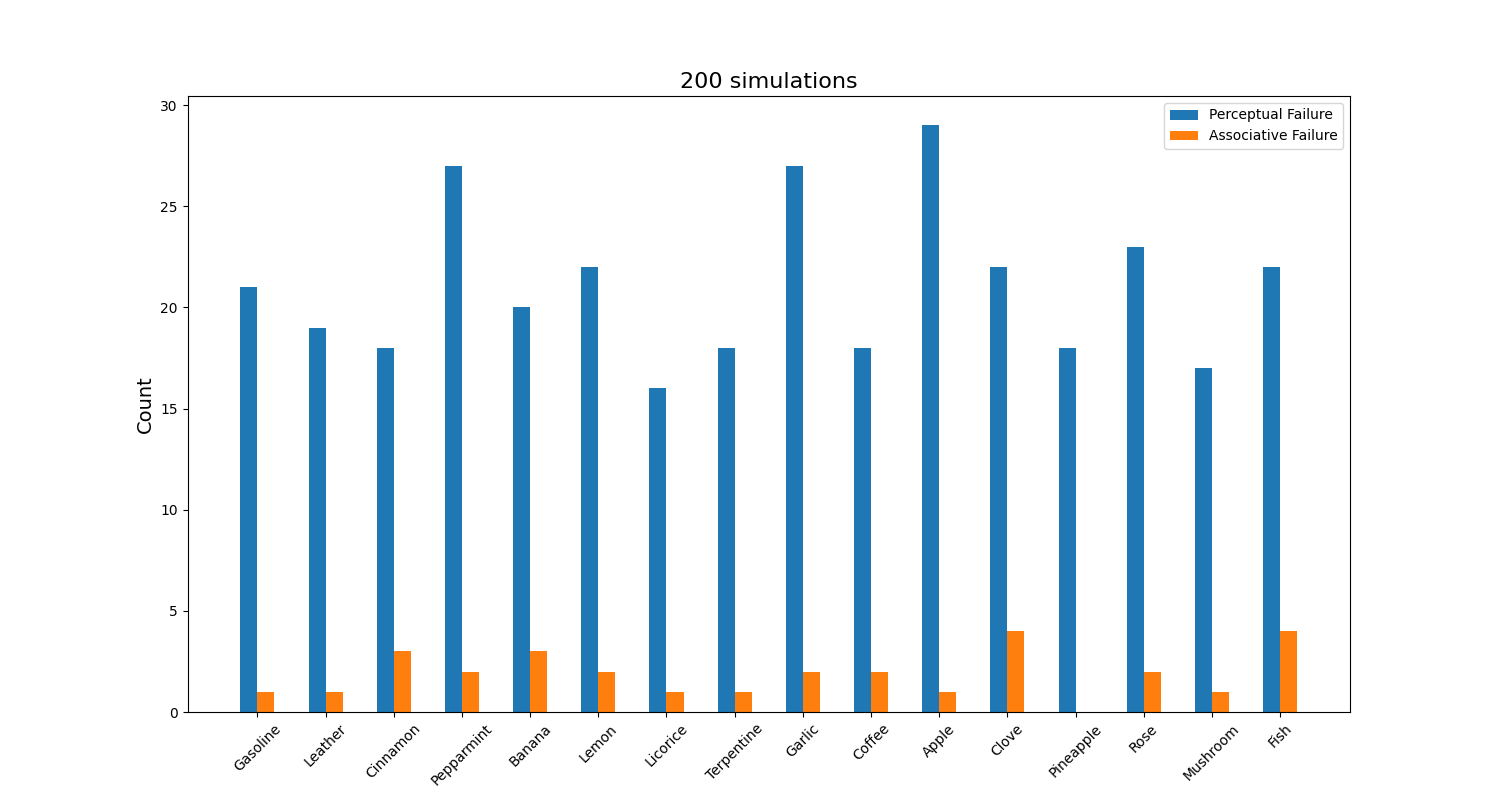 200 simulations
Perceptual Failure
Associative Failure
Count
30
25
20
15
10
5
0
Gasoline
Leather
Cinnamon
Epparmint
Banana
Lemon
Licorice
Terpentine
Garlic
Coffee
Apple
Clove
Pineapple
Rose
Mushroom
Fish